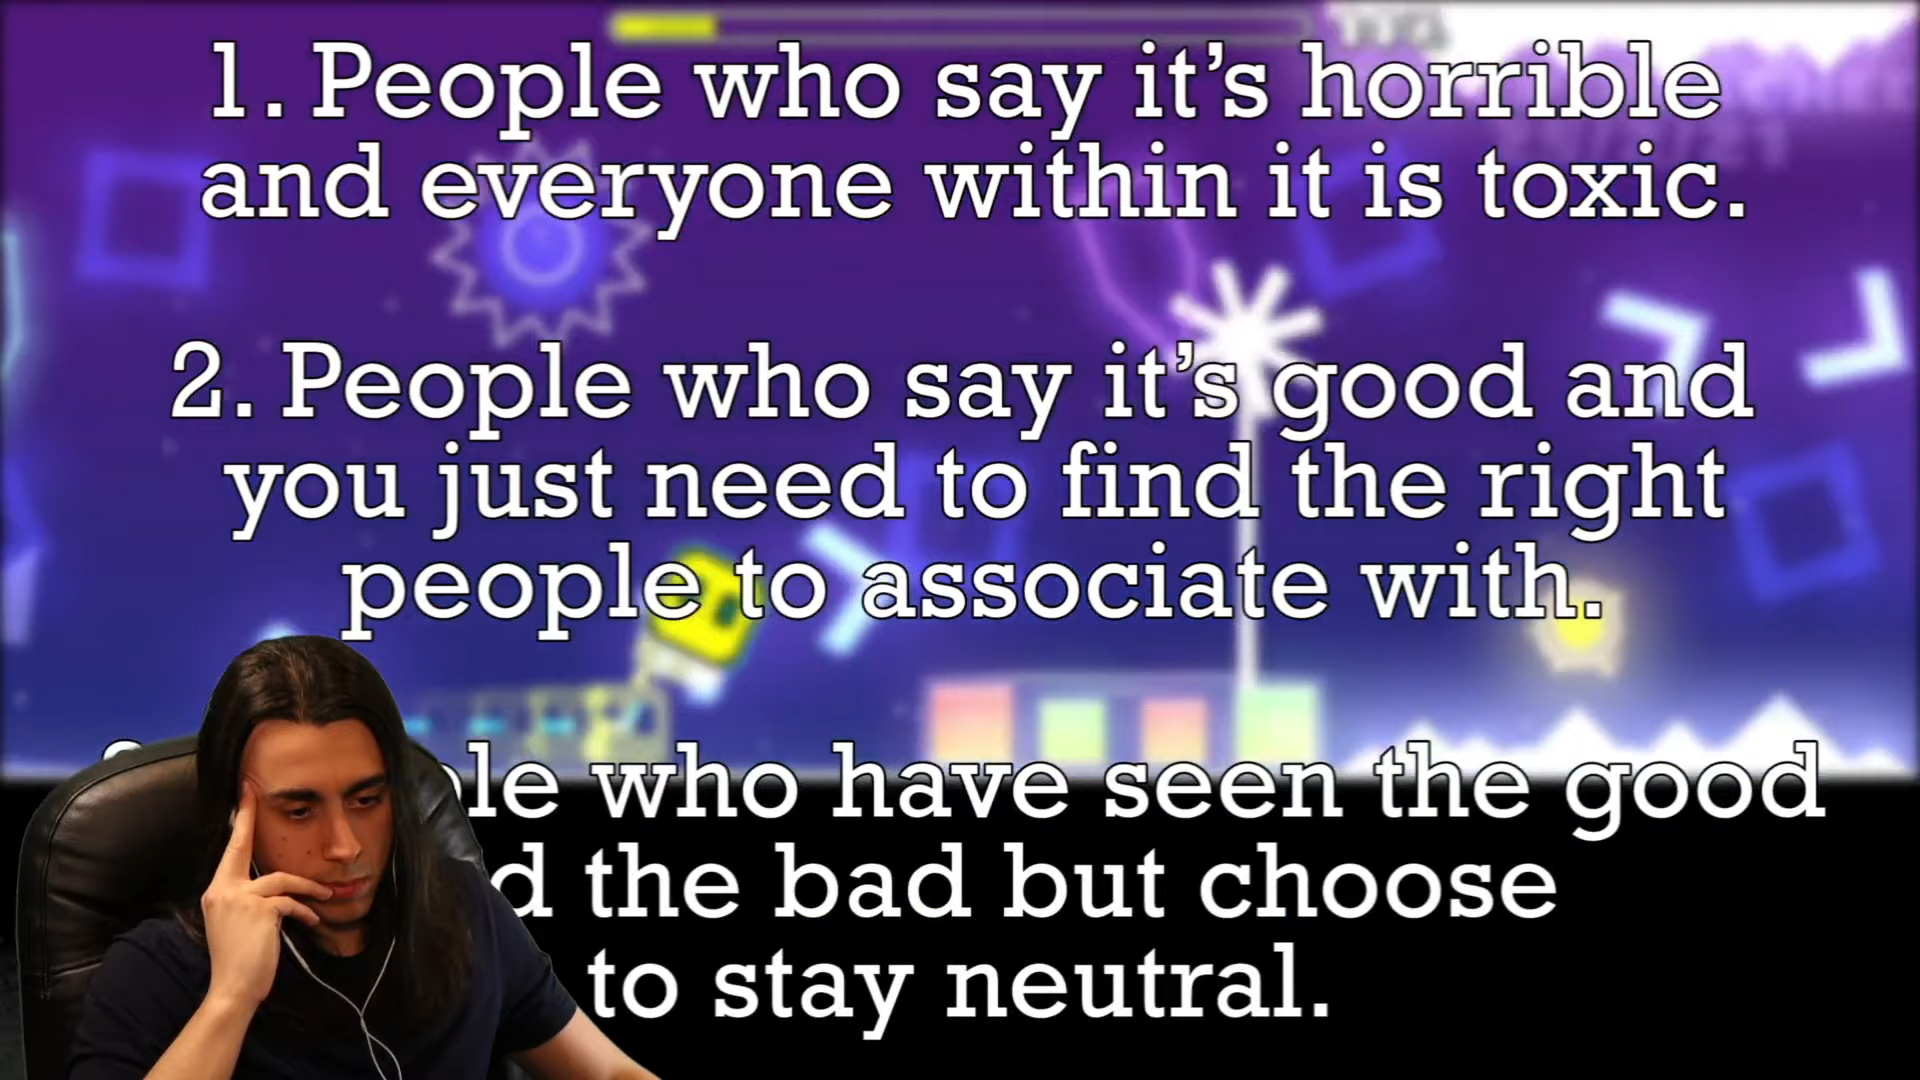 1. People who say it's horrible
and everyone within it is toxic.
2. People who say it's good and
you just need to find the right
people to associate with.
who have seen the good
the bad but choose
to stay neutral.